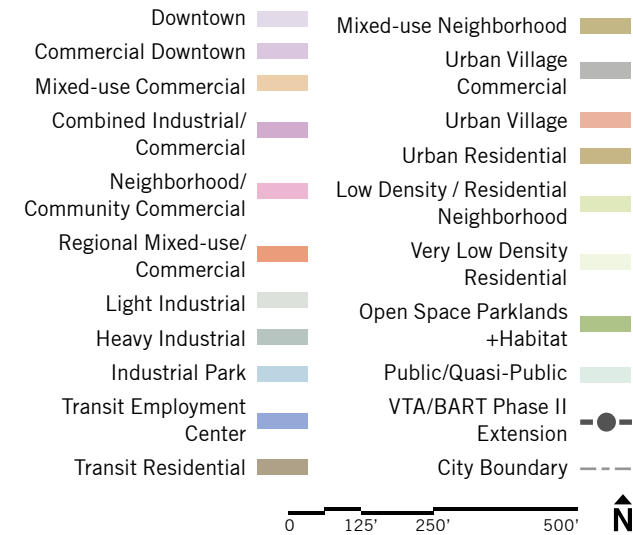 Downtown
Commercial Downtown
Mixed-use Commercial
Combined Industrial/
Commercial
Neighborhood/
Community Commercial
Regional Mixed-use/
Commercial
Light Industrial
Heavy Industrial
Industrial Park
Transit Employment
Center
Transit Residential
Mixed-use Neighborhood
Urban Village
Commercial
Urban Village
Urban Residential
Low Density / Residential
Neighborhood
Very Low Density
Residential
Open Space Parklands
+Habitat
Public/Quasi-Public
VTA/BART Phase II
Extension
City Boundary
0 125' 250' 500'
N